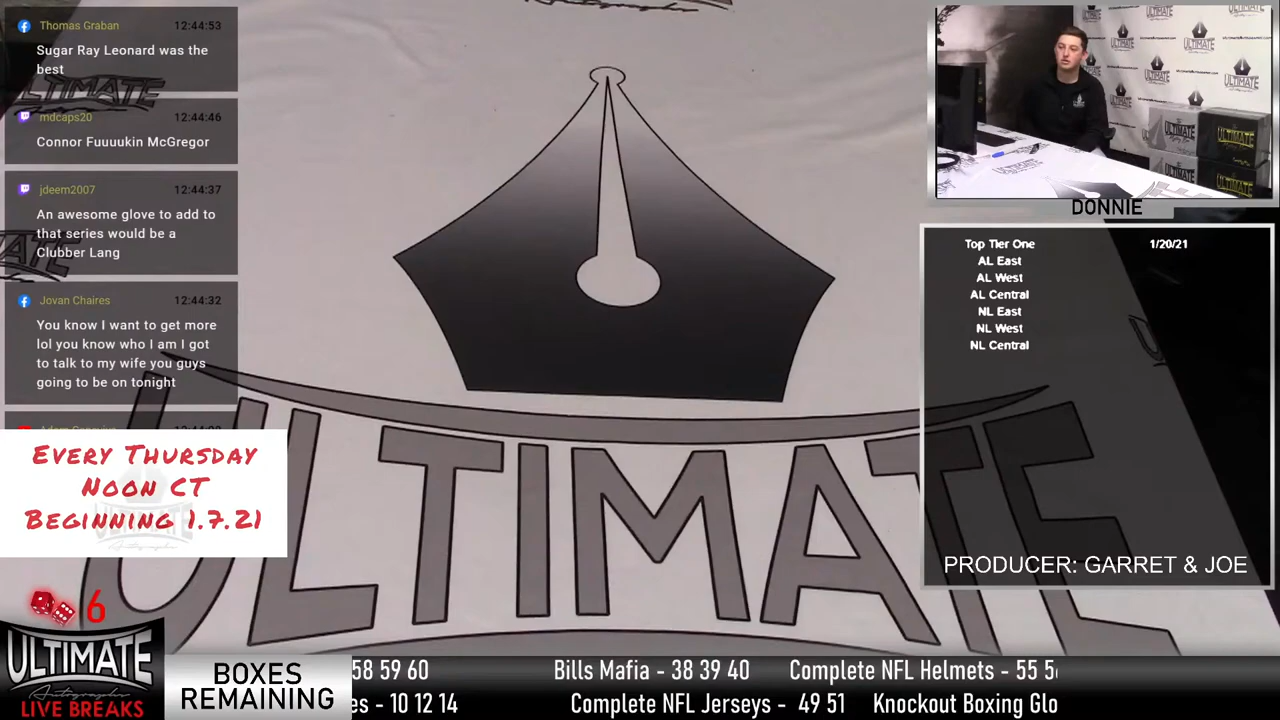 Thomas Graban 12:44:53
Sugar Ray Leonard was the
best
mdcaps20 12:44:46
Connor Fuuuukin McGregor
jdeem2007 12:44:37
An awesome glove to add to
that series would be a
Clubber Lang
Jovan Chaires 12:44:32
You know I want to get more
lol you know who I am I got
to talk to my wife you guys
going to be on tonight
EVERY THURSDAY
NOON CT
BEGINNING 1.7.21
6
ULTIMATE
Autographs
LIVE BREAKS
BOXES
REMAINING
58 59 60 Bills Mafia - 38 39 40 Complete NFL Helmets - 55
es - 10 12 14 Complete NFL Jerseys - 49 51 Knockout Boxing Glo
ULTIMATE
DONNIE
Top Tier One 1/20/21
AL East
AL West
AL Central
NL East
NL West
NL Central
PRODUCER: GARRET & JOE
ULTIMATE
ULTIMATE
ULTIMATE